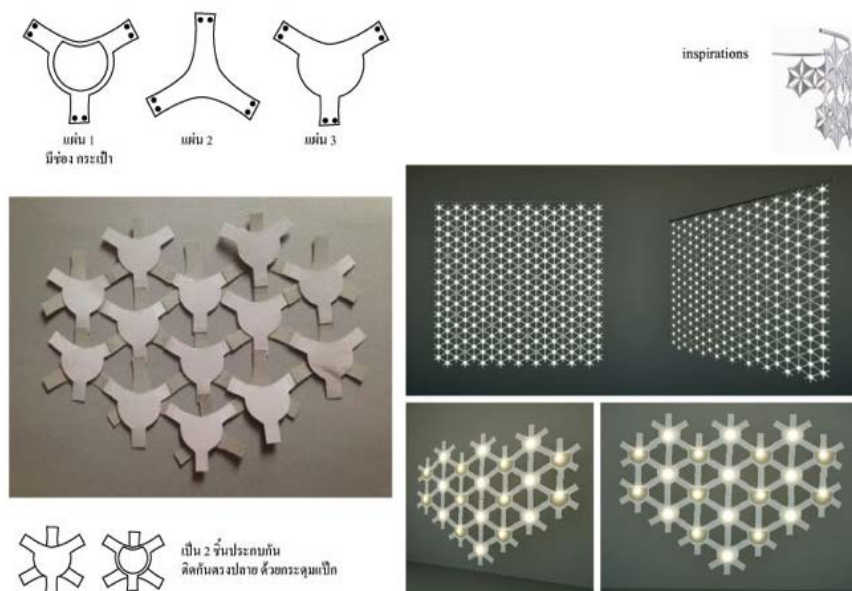 inspirations
แผ่น 1
มีช่อง กระเป๋า
แผ่น 2
แผ่น 3
เป็น 2 ชิ้นประกบกัน
ติดกันตรงปลาย ด้วยกระดุมแป๊ก